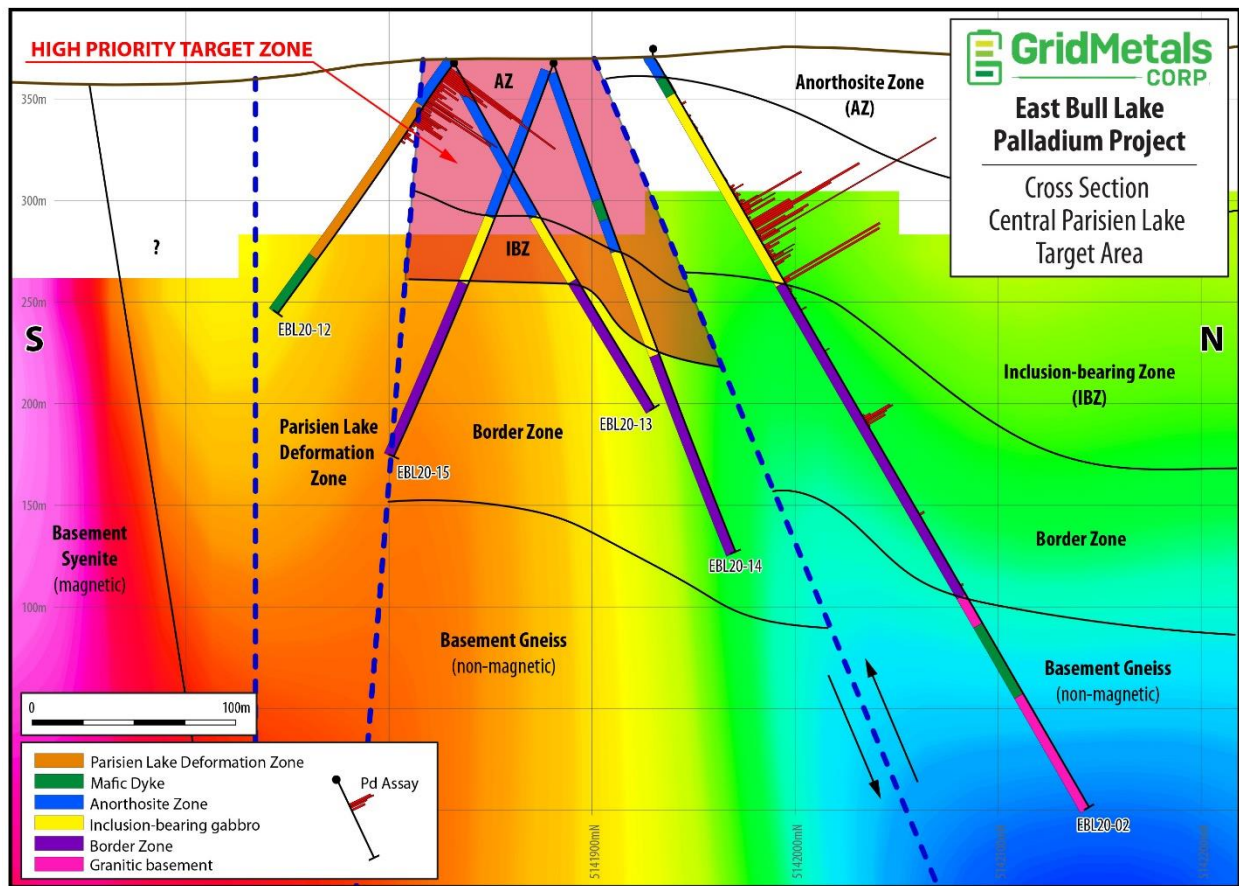 HIGH PRIORITY TARGET ZONE
AZ
Anorthosite Zone
(AZ)
GridMetals
CORP.
East Bull Lake
Palladium Project
Cross Section
Central Parisien Lake
Target Area
350m
300m
250m
200m
150m
100m
?
IBZ
S
N
EBL20-12
EBL20-13
EBL20-15
EBL20-14
EBL20-02
Parisien Lake
Deformation
Zone
Border Zone
Inclusion-bearing Zone
(IBZ)
Border Zone
Basement
Syenite
(magnetic)
Basement Gneiss
(non-magnetic)
Basement Gneiss
(non-magnetic)
0 100m
Parisien Lake Deformation Zone
Mafic Dyke
Anorthosite Zone
Inclusion-bearing gabbro
Border Zone
Granitic basement
Pd Assay
5141900mN
5142000mN